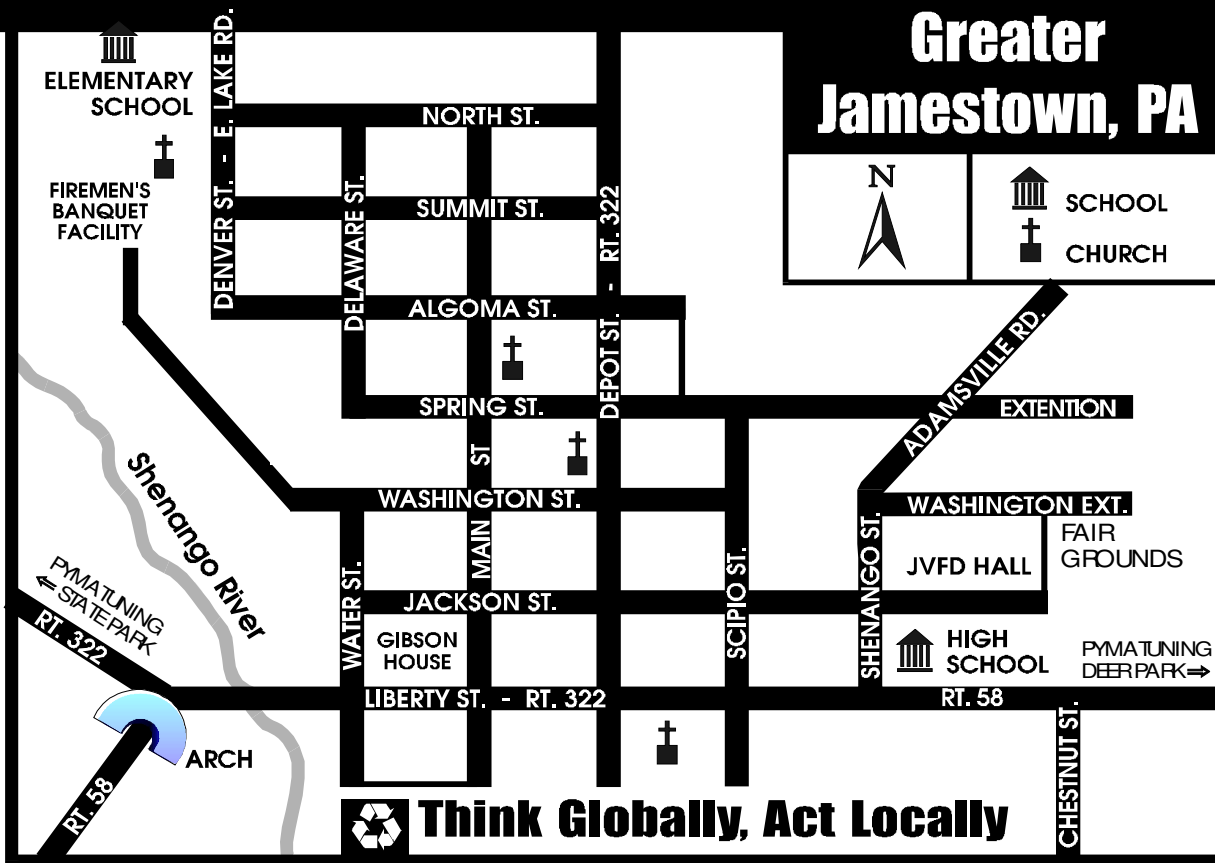 Greater
Jamestown, PA
N
SCHOOL
CHURCH
ELEMENTARY
SCHOOL
DENVER ST. - E. LAKE RD.
NORTH ST.
FIREMEN'S
BANQUET
FACILITY
DELAWARE ST.
SUMMIT ST.
DEPOT ST. - RT. 322
ALGOMA ST.
ADAMSVILLE RD.
SPRING ST.
EXTENTION
MAIN ST
Shenango River
WASHINGTON ST.
WASHINGTON EXT.
FAIR
GROUNDS
JVFD HALL
SHENANGO ST.
PYMATUNING
⇐ STATE PARK
RT. 322
WATER ST.
JACKSON ST.
SCIPIO ST.
GIBSON
HOUSE
HIGH
SCHOOL
PYMATUNING
DEER PARK⇒
LIBERTY ST. - RT. 322
RT. 58
ARCH
RT. 58
CHESTNUT ST.
Think Globally, Act Locally